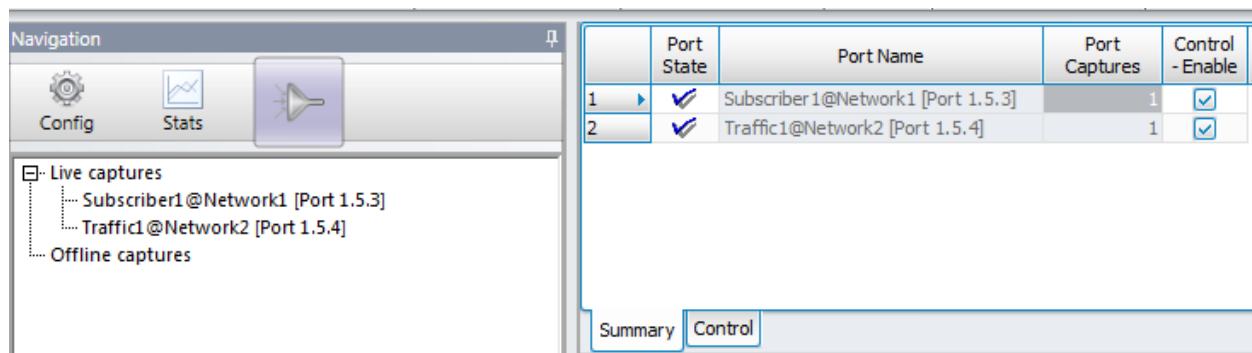 Navigation
Config
Stats
Live captures
Subscriber1@Network1 [Port 1.5.3]
Traffic1@Network2 [Port 1.5.4]
Offline captures
Port State
Port Name
Port Captures
Control - Enable
1
Subscriber1@Network1 [Port 1.5.3]
1
2
Traffic1@Network2 [Port 1.5.4]
1
Summary
Control